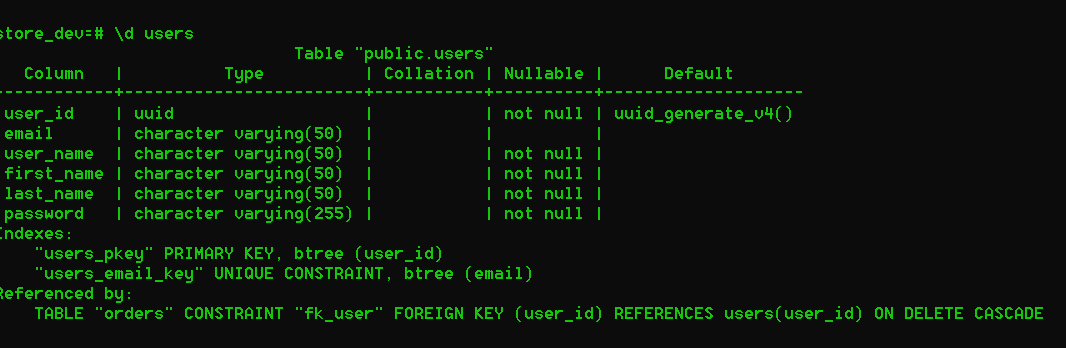 store_dev=# \d users
                             Table "public.users"
   Column   |          Type          | Collation | Nullable |      Default
------------+------------------------+-----------+----------+--------------------
 user_id    | uuid                   |           | not null | uuid_generate_v4()
 email      | character varying(50)  |           |          |
 user_name  | character varying(50)  |           | not null |
 first_name | character varying(50)  |           | not null |
 last_name  | character varying(50)  |           | not null |
 password   | character varying(255) |           | not null |
Indexes:
    "users_pkey" PRIMARY KEY, btree (user_id)
    "users_email_key" UNIQUE CONSTRAINT, btree (email)
Referenced by:
    TABLE "orders" CONSTRAINT "fk_user" FOREIGN KEY (user_id) REFERENCES users(user_id) ON DELETE CASCADE